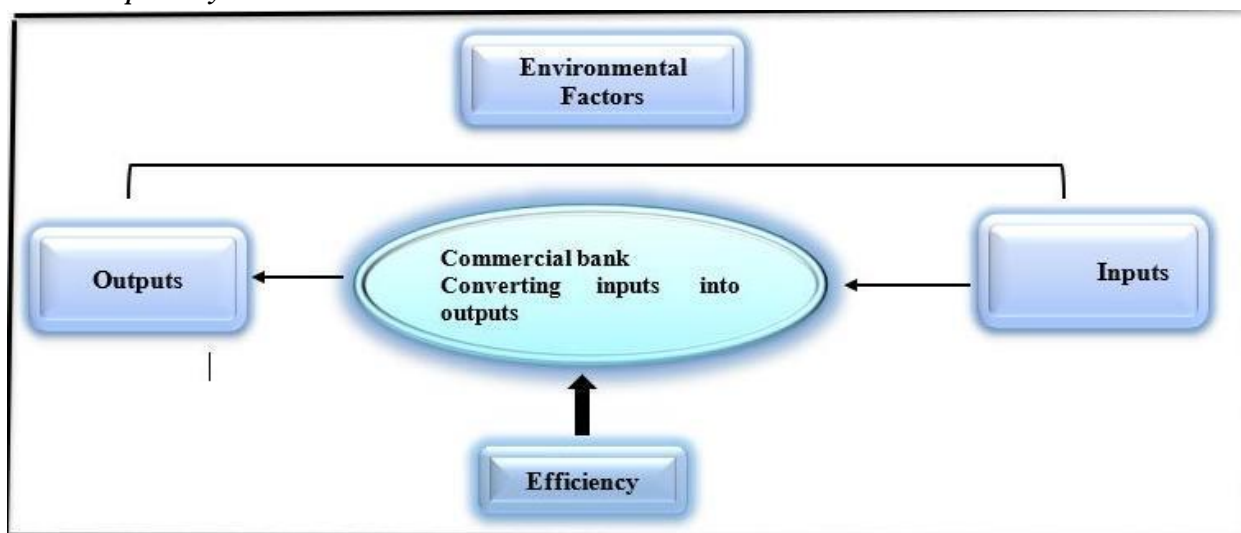 Environmental
Factors
Outputs
Commercial bank
Converting inputs into
outputs
Inputs
Efficiency